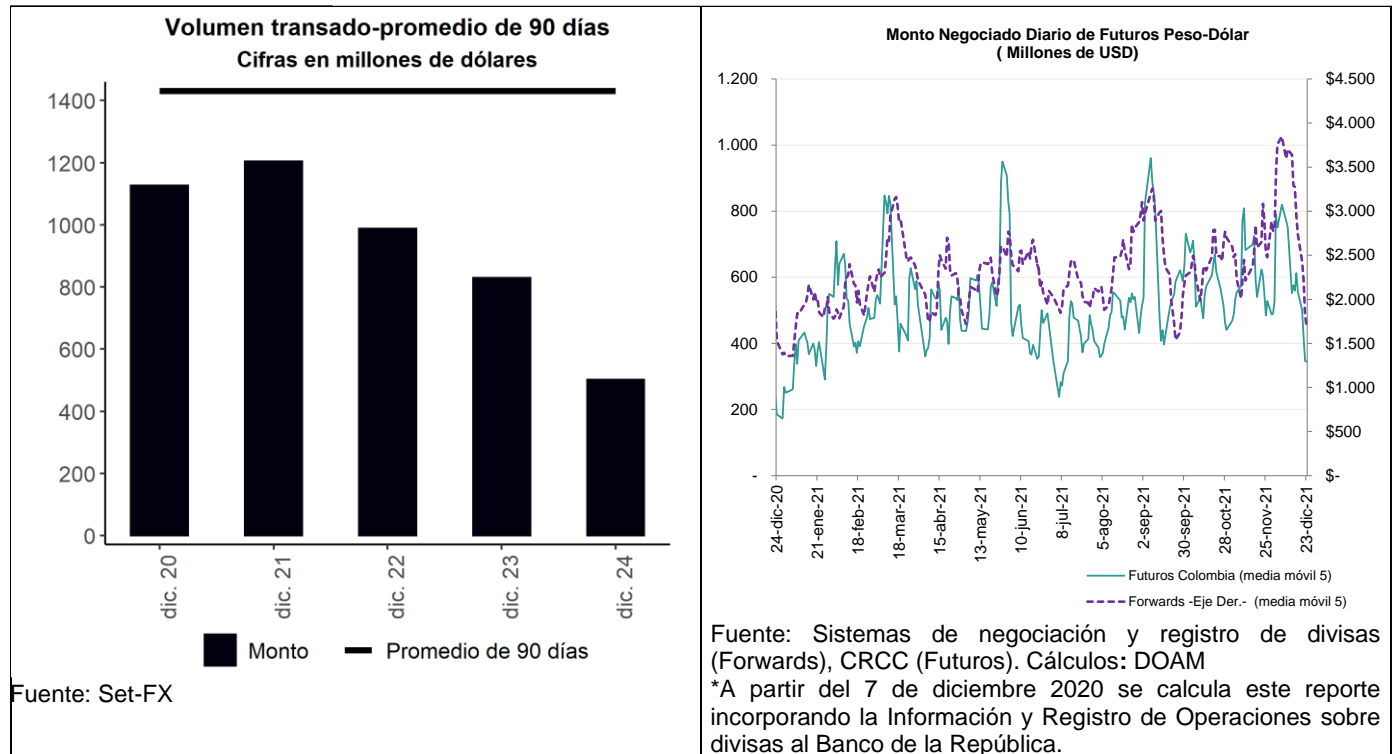 Volumen transado-promedio de 90 días
Cifras en millones de dólares
1400
1200
1000
800
600
400
200
0
dic. 20
dic. 21
dic. 22
dic. 23
dic. 24
Monto
Promedio de 90 días
Fuente: Set-FX
Monto Negociado Diario de Futuros Peso-Dólar
( Millones de USD)
1.200
1.000
800
600
400
200
-
$4.500
$4.000
$3.500
$3.000
$2.500
$2.000
$1.500
$1.000
$500
$-
24-dic-20
21-ene-21
18-feb-21
18-mar-21
15-abr-21
13-may-21
10-jun-21
8-jul-21
5-ago-21
2-sep-21
30-sep-21
28-oct-21
25-nov-21
23-dic-21
Futuros Colombia (media móvil 5)
Forwards -Eje Der.- (media móvil 5)
Fuente: Sistemas de negociación y registro de divisas
(Forwards), CRCC (Futuros). Cálculos: DOAM
*A partir del 7 de diciembre 2020 se calcula este reporte
incorporando la Información y Registro de Operaciones sobre
divisas al Banco de la República.